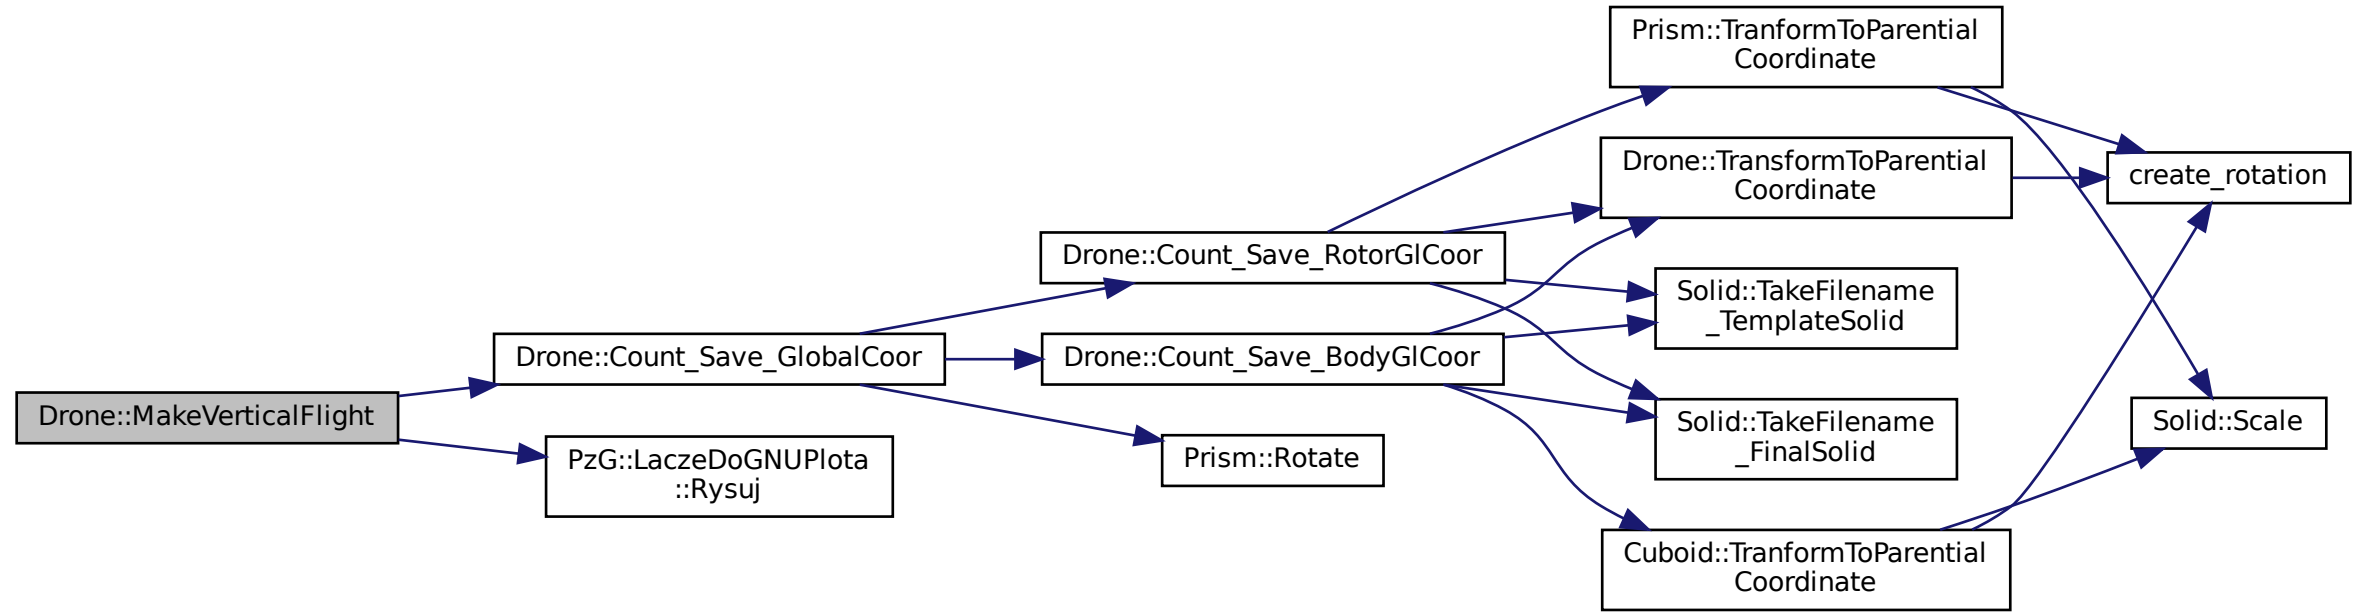 Drone::MakeVerticalFlight
Drone::Count_Save_GlobalCoor
PzG::LaczeDoGNUPlota
::Rysuj
Drone::Count_Save_RotorGlCoor
Drone::Count_Save_BodyGlCoor
Prism::Rotate
Prism::TranformToParential
Coordinate
Drone::TransformToParential
Coordinate
Solid::TakeFilename
_TemplateSolid
Solid::TakeFilename
_FinalSolid
Cuboid::TranformToParential
Coordinate
create_rotation
Solid::Scale